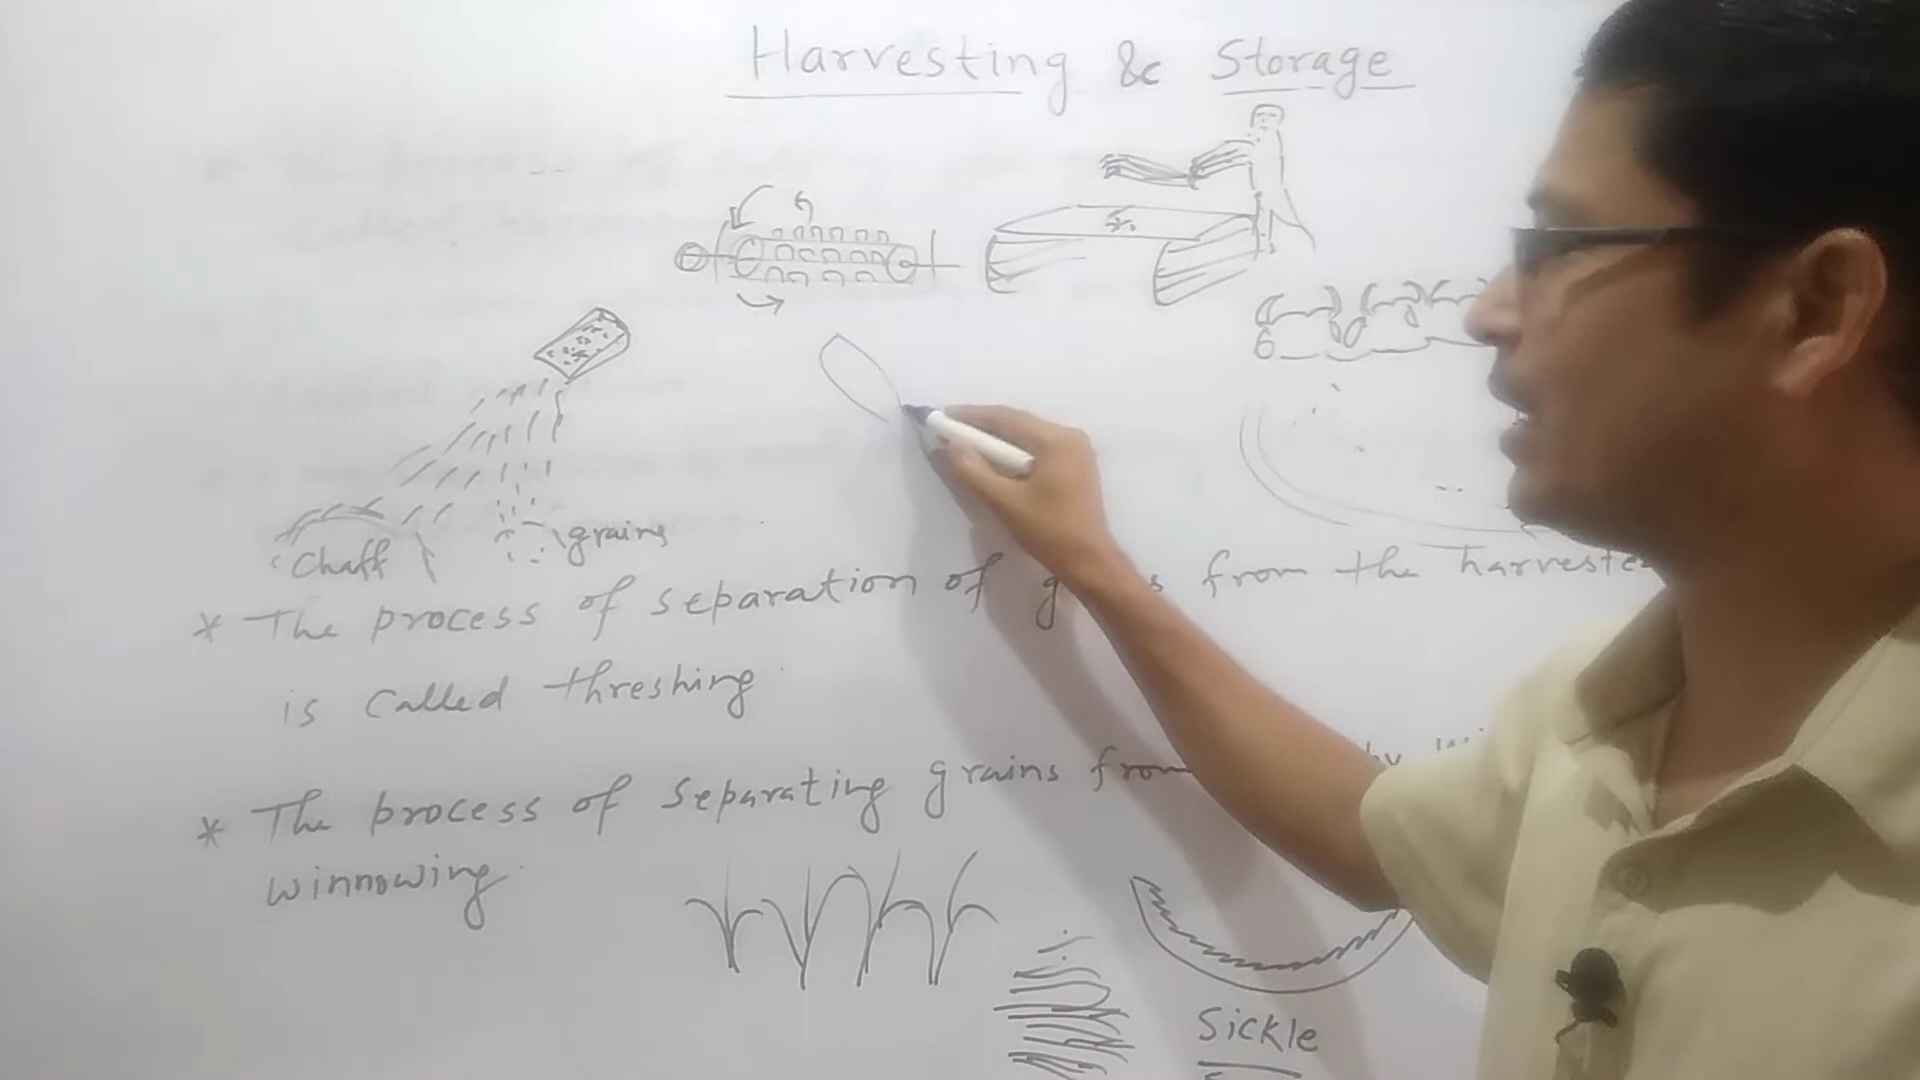 Harvesting & Storage
grains
Chaff
* The process of separation of from the
is called threshing
* The process of separating grains from
winnowing
Sickle